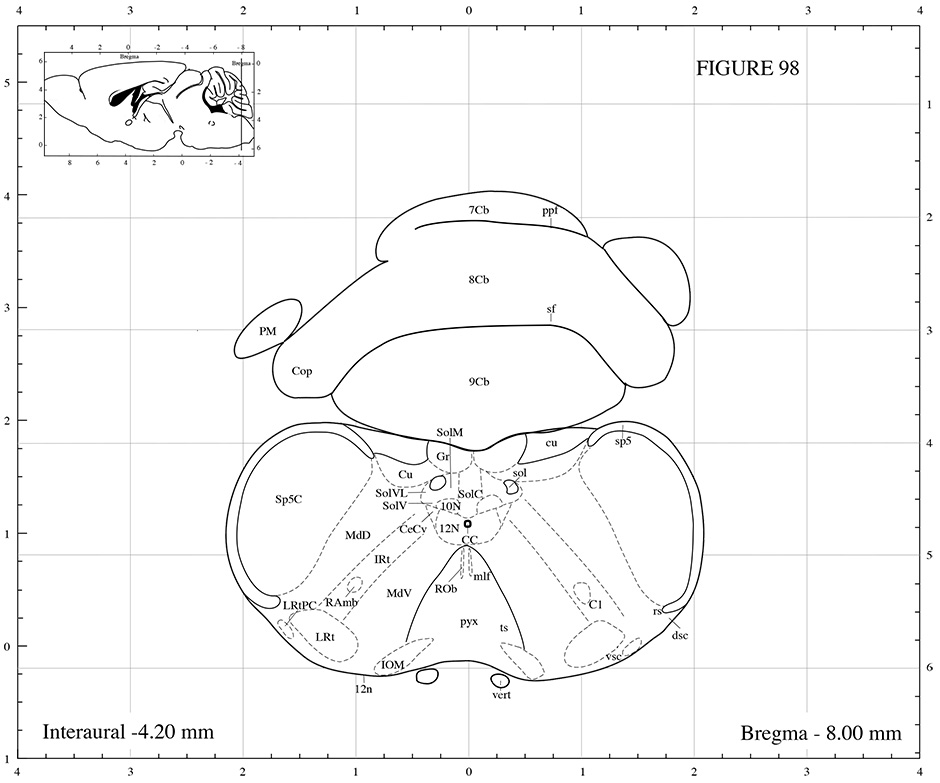 4 3 2 1 0 1 2 3 4
4 2 0 -2 -4 -6 -8
Bregma
Bregma 0
6
4
2
0
2
4
6
8 6 4 2 0 - 2 - 4
FIGURE 98
5
4
3
2
1
0
1
0
1
2
3
4
5
6
7Cb
ppf
8Cb
sf
PM
Cop
9Cb
SolM
cu
sp5
Gr
Cu
sol
SolVL
SolC
Sp5C
SolV
10N
CeCv
12N
MdD
CC
IRt
mlf
ROb
MdV
LRtPC
RAmb
C1
rs
pyx
ts
dsc
LRt
vsc
IOM
12n
vert
Interaural -4.20 mm
Bregma - 8.00 mm
4 3 2 1 0 1 2 3 4